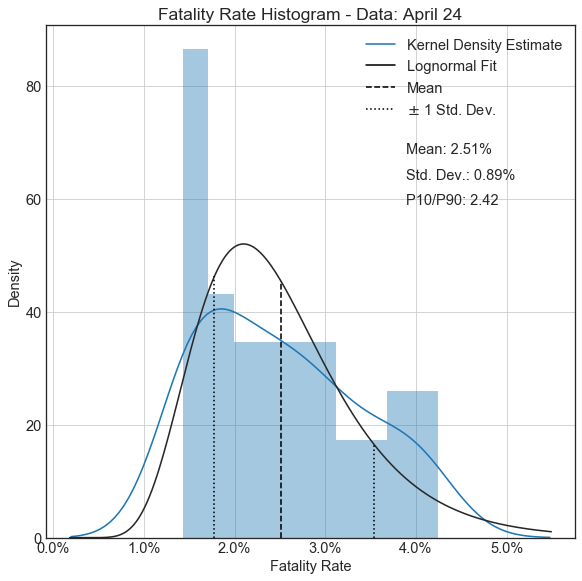 Fatality Rate Histogram - Data: April 24
Kernel Density Estimate
Lognormal Fit
Mean
± 1 Std. Dev.
Mean: 2.51%
Std. Dev.: 0.89%
P10/P90: 2.42
Density
80
60
40
20
0
0.0% 1.0% 2.0% 3.0% 4.0% 5.0%
Fatality Rate